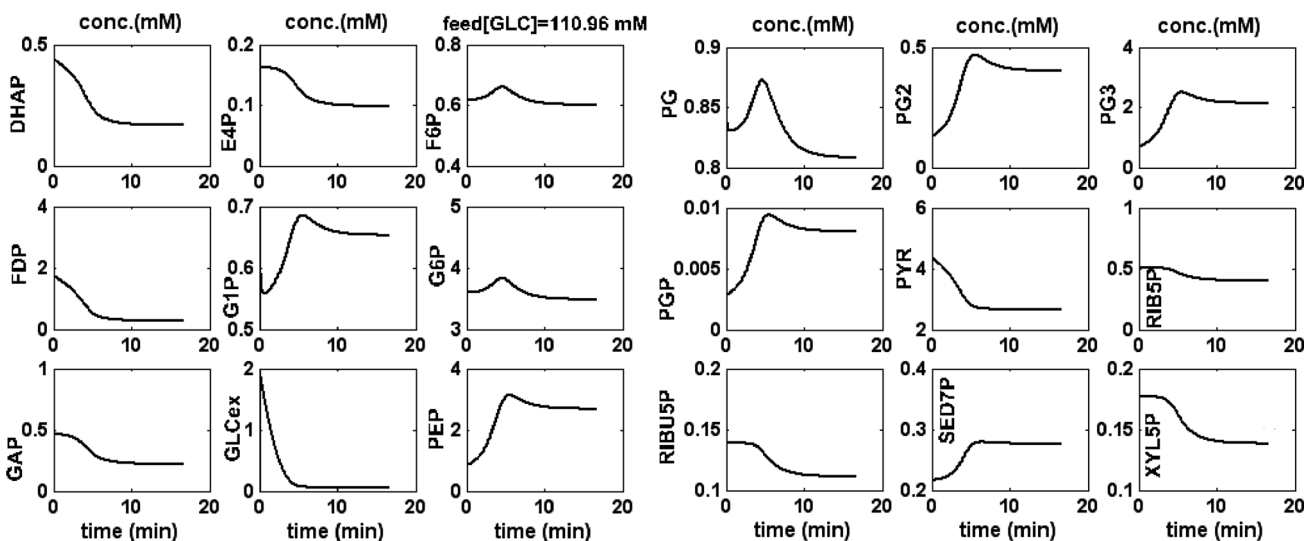 conc.(mM) conc.(mM) feed[GLC]=110.96 mM conc.(mM) conc.(mM) conc.(mM)
DHAP 0.5 0 0 10 20
E4P 0.2 0.1 0 0 10 20
F6P 0.8 0.6 0.4 0 10 20
PG 0.9 0.85 0.8 0 10 20
PG2 0.5 0 0 10 20
PG3 4 2 0 0 10 20
FDP 4 2 0 0 10 20
G1P 0.7 0.6 0.5 0 10 20
G6P 5 4 3 0 10 20
PGP 0.01 0.005 0 0 10 20
PYR 6 4 2 0 10 20
RIB5P 1 0.5 0 0 10 20
GAP 1 0.5 0 0 10 20
GLCex 2 1 0 0 10 20
PEP 4 2 0 0 10 20
RIBU5P 0.2 0.15 0.1 0 10 20
SED7P 0.4 0.3 0.2 0 10 20
XYL5P 0.2 0.15 0.1 0 10 20
time (min) time (min) time (min) time (min) time (min) time (min)